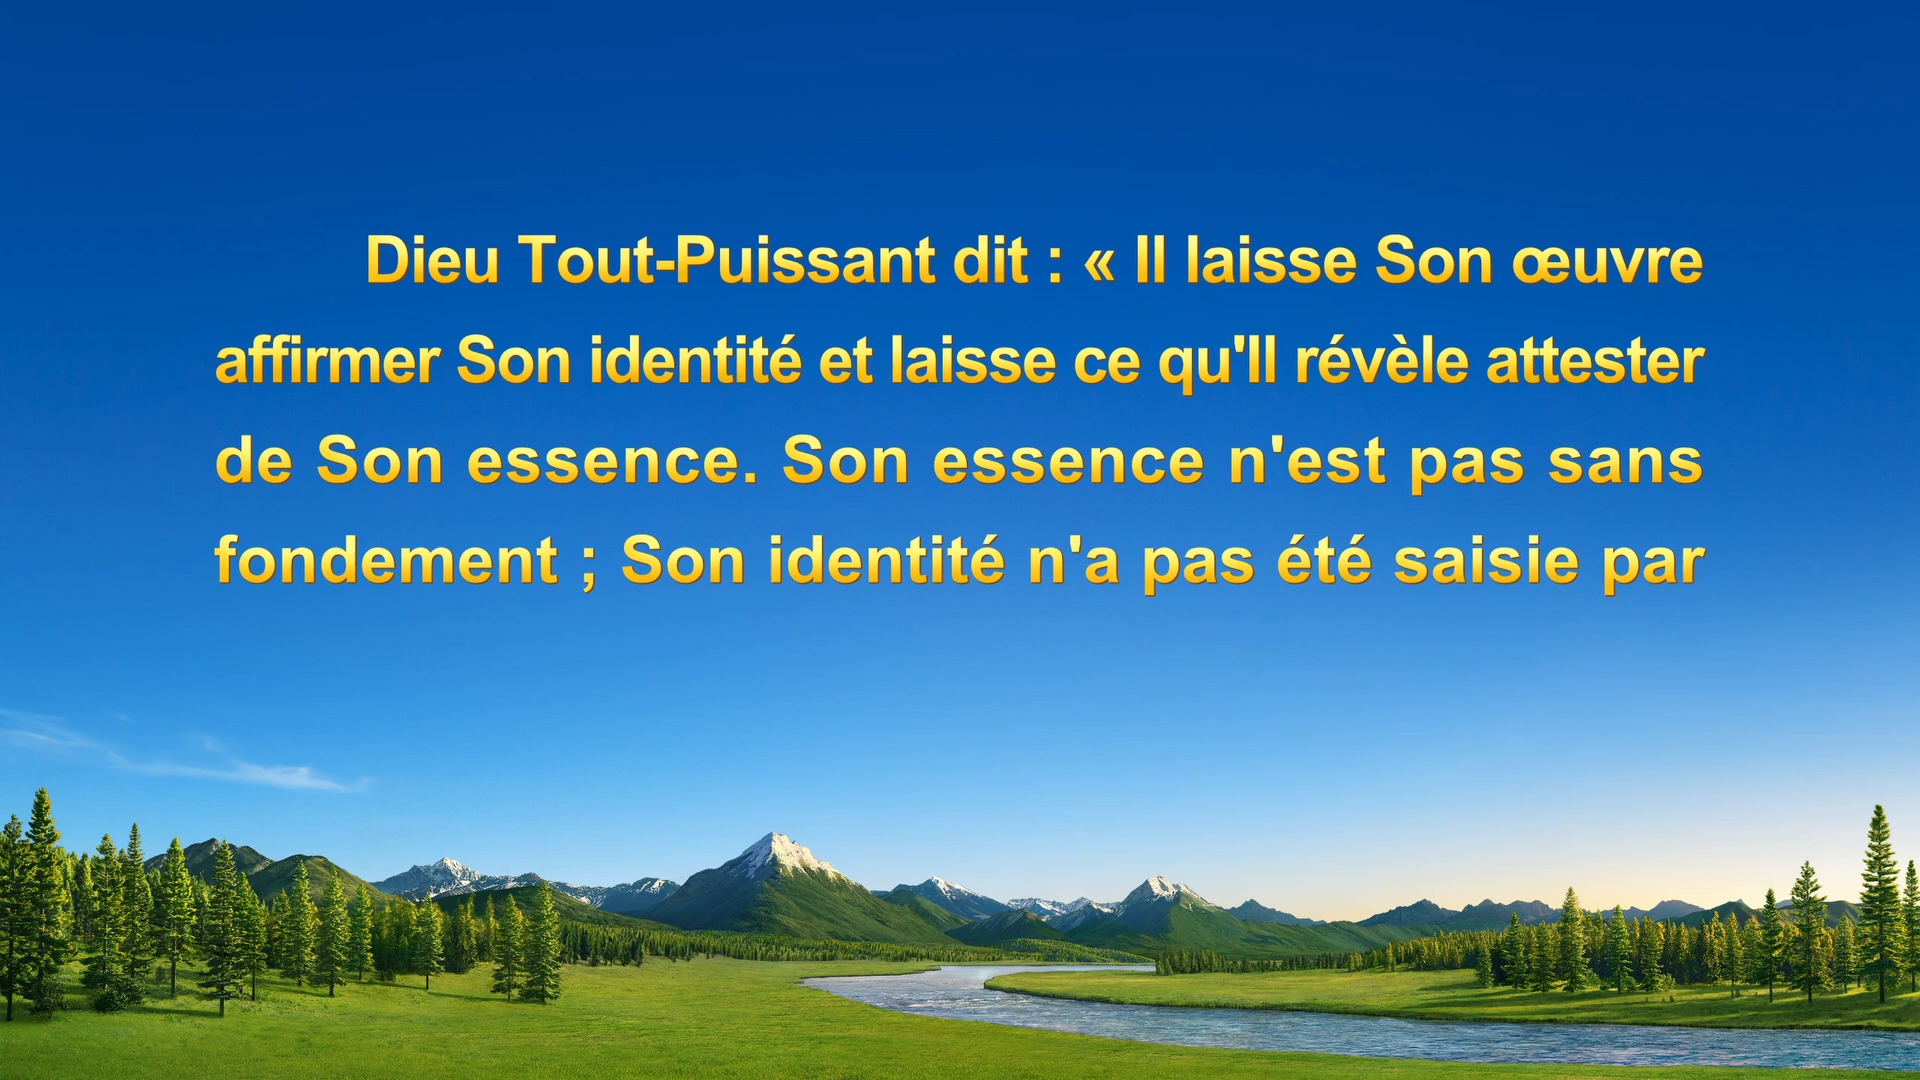 Dieu Tout-Puissant dit : « Il laisse Son œuvre
affirmer Son identité et laisse ce qu'Il révèle attester
de Son essence. Son essence n'est pas sans
fondement ; Son identité n'a pas été saisie par